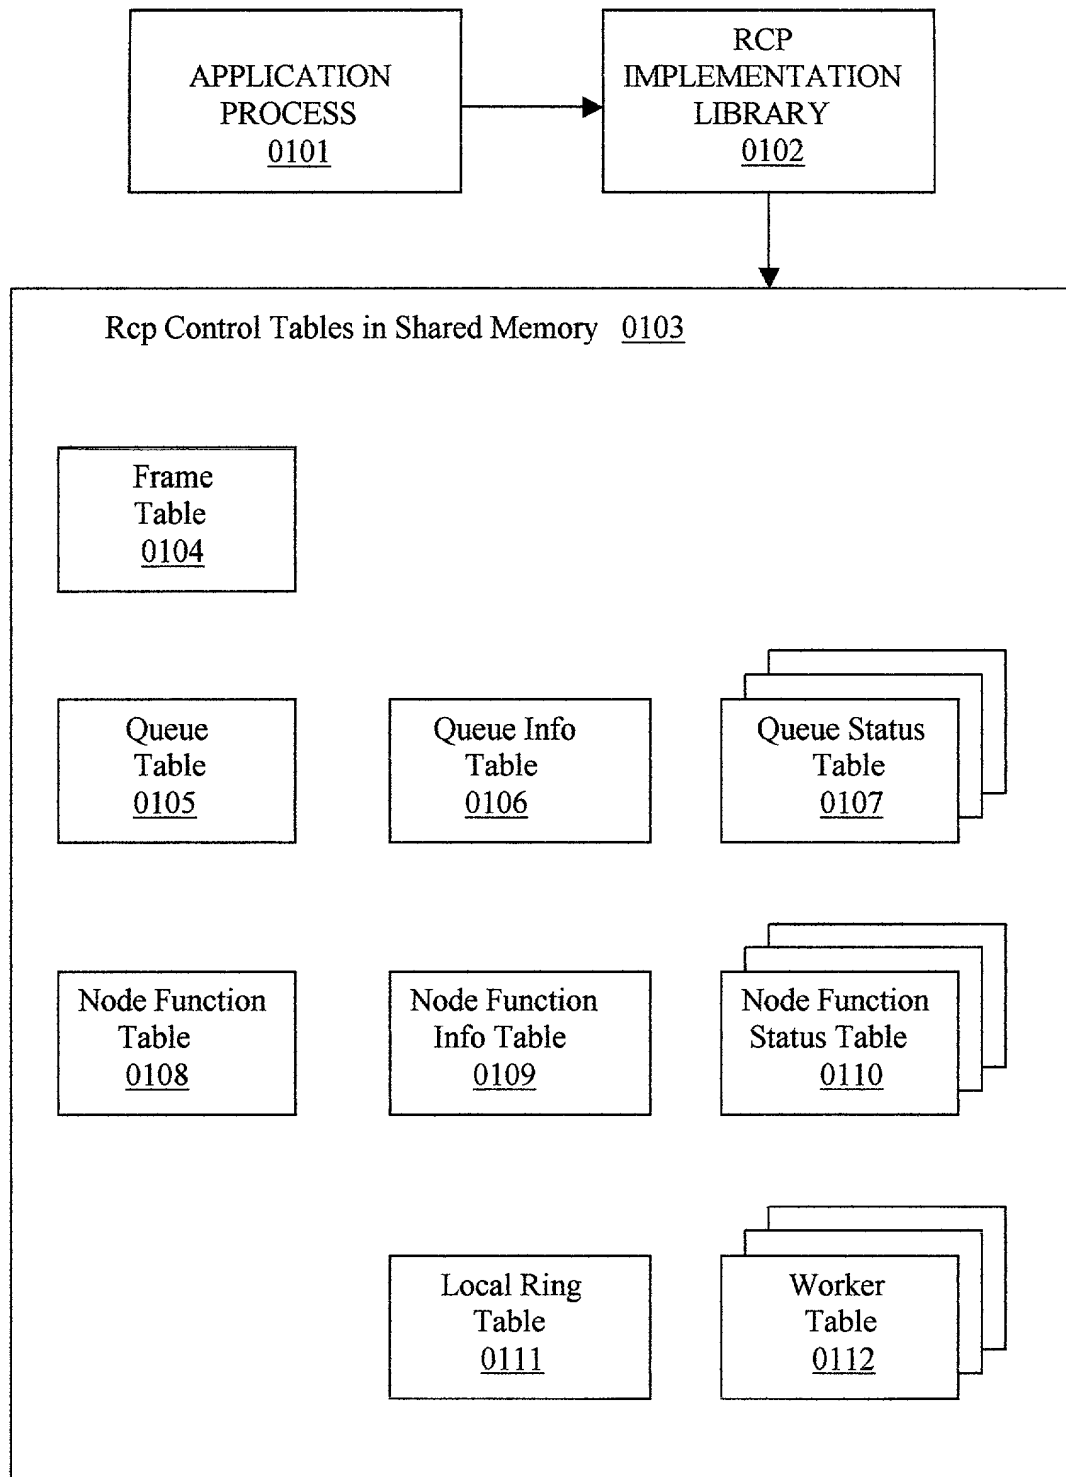 APPLICATION
PROCESS
0101
RCP
IMPLEMENTATION
LIBRARY
0102
Rcp Control Tables in Shared Memory 0103
Frame
Table
0104
Queue
Table
0105
Queue Info
Table
0106
Queue Status
Table
0107
Node Function
Table
0108
Node Function
Info Table
0109
Node Function
Status Table
0110
Local Ring
Table
0111
Worker
Table
0112